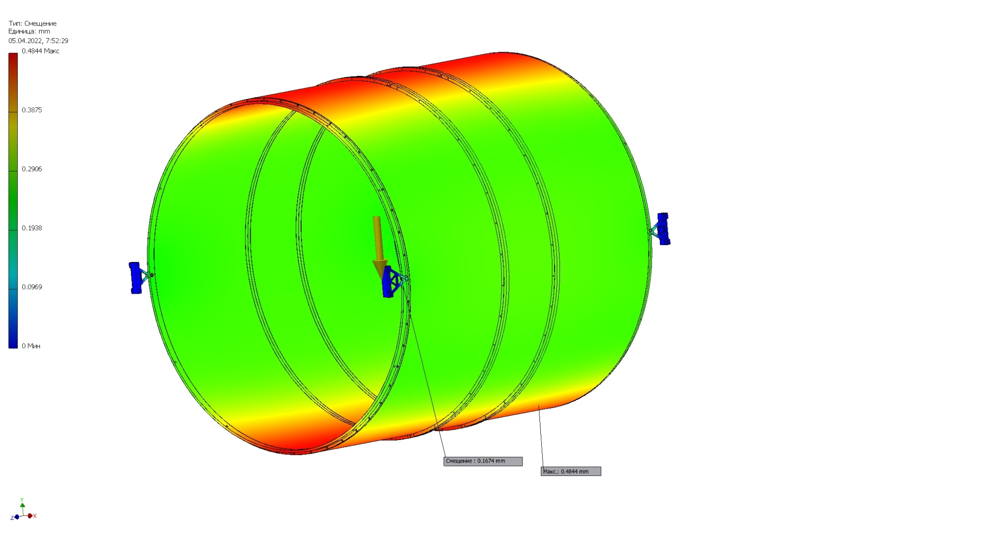 Тип: Смещение
Единица: mm
05.04.2022, 7:52:29
0.4844 Макс
0.3875
0.2906
0.1938
0.0969
0 Мин
Смещение : 0.1674 mm
Макс.: 0.4844 mm
Y
Z
X